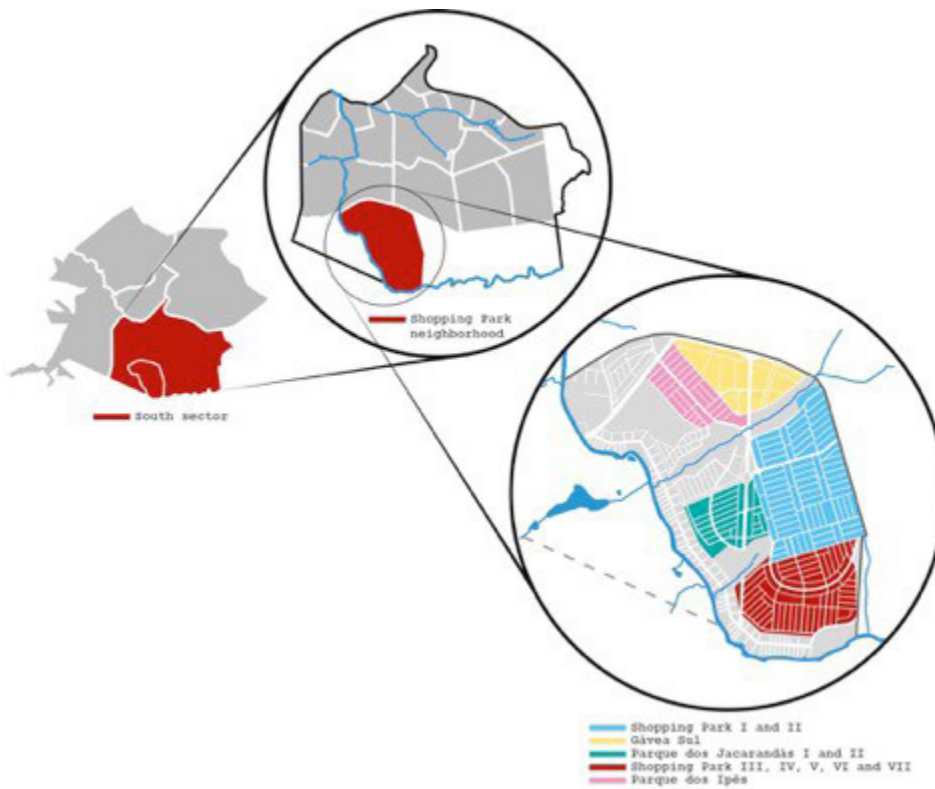 Shopping Park
neighborhood
South sector
Shopping Park I and II
Gávea Sul
Parque dos Jacarandás I and II
Shopping Park III, IV, V, VI and VII
Parque dos Ipês